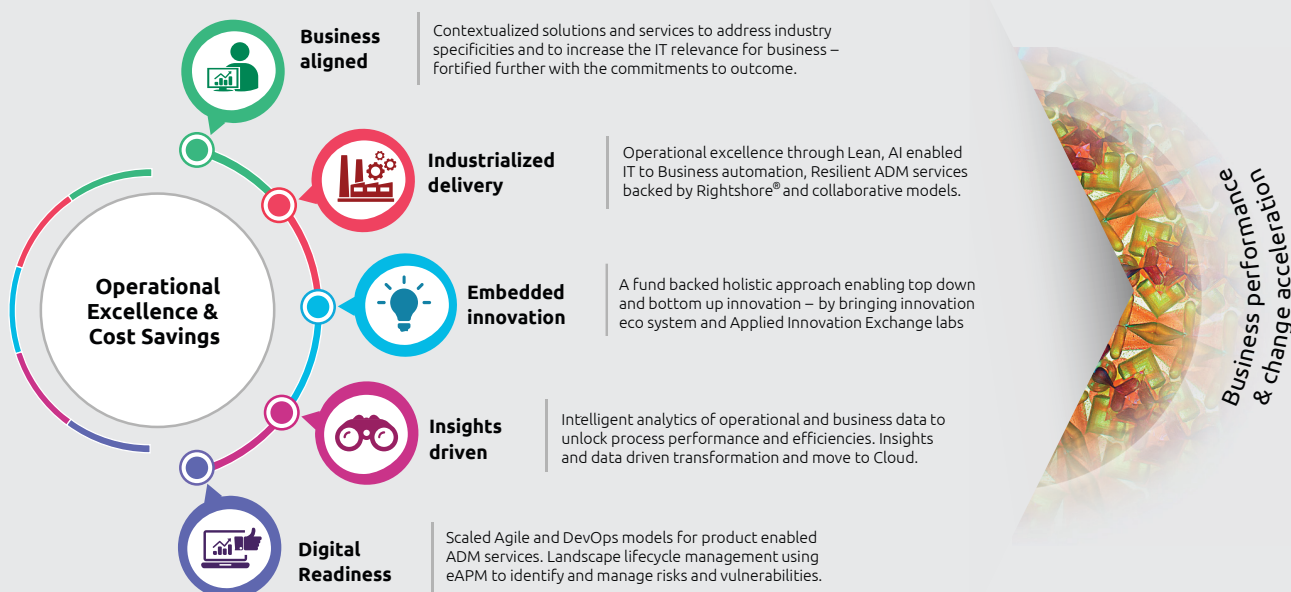 Business
aligned
Contextualized solutions and services to address industry
specificities and to increase the IT relevance for business –
fortified further with the commitments to outcome.
Industrialized
delivery
Operational excellence through Lean, AI enabled
IT to Business automation, Resilient ADM services
backed by Rightshore® and collaborative models.
Operational
Excellence &
Cost Savings
Embedded
innovation
A fund backed holistic approach enabling top down
and bottom up innovation – by bringing innovation
eco system and Applied Innovation Exchange labs
Insights
driven
Intelligent analytics of operational and business data to
unlock process performance and efficiencies. Insights
and data driven transformation and move to Cloud.
Digital
Readiness
Scaled Agile and DevOps models for product enabled
ADM services. Landscape lifecycle management using
eAPM to identify and manage risks and vulnerabilities.
Business performance
& change acceleration